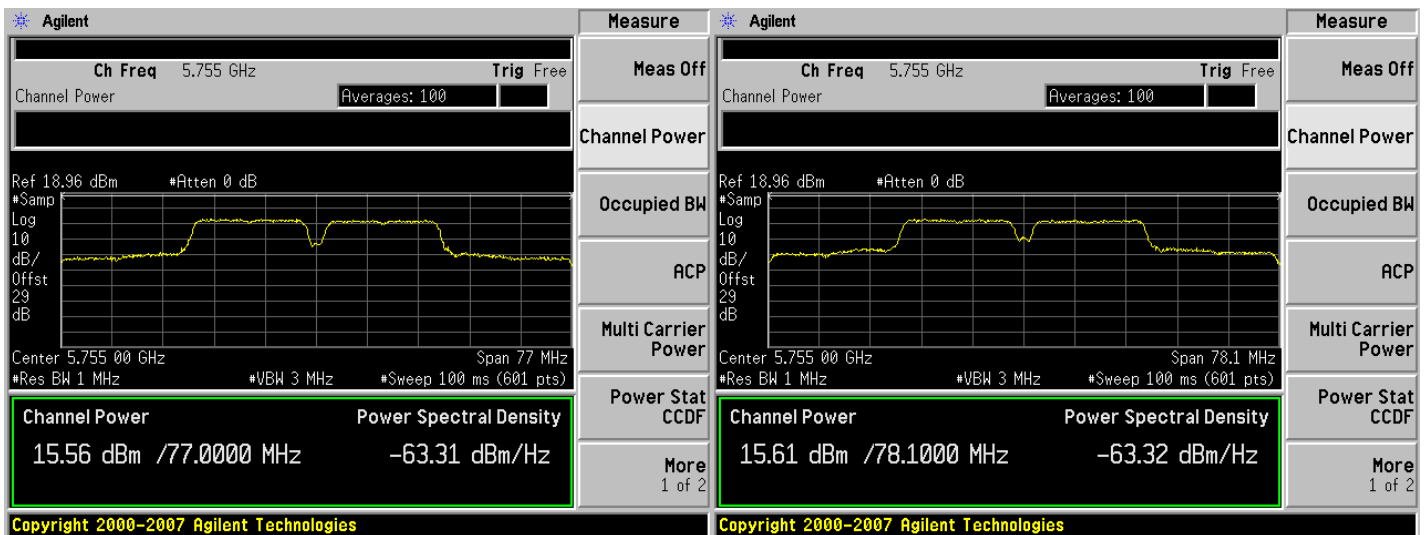 Agilent
Measure
Ch Freq 5.755 GHz Trig Free
Meas Off
Channel Power Averages: 100
Channel Power
Ref 18.96 dBm #Atten 0 dB
#Samp
Log
10
dB/
Offst
29
dB
Occupied BW
ACP
Multi Carrier
Power
Center 5.755 00 GHz Span 77 MHz
#Res BW 1 MHz #VBW 3 MHz #Sweep 100 ms (601 pts)
Power Stat
CCDF
Channel Power Power Spectral Density
15.56 dBm /77.0000 MHz -63.31 dBm/Hz
More
1 of 2
Copyright 2000-2007 Agilent Technologies
Agilent
Measure
Ch Freq 5.755 GHz Trig Free
Meas Off
Channel Power Averages: 100
Channel Power
Ref 18.96 dBm #Atten 0 dB
#Samp
Log
10
dB/
Offst
29
dB
Occupied BW
ACP
Multi Carrier
Power
Center 5.755 00 GHz Span 78.1 MHz
#Res BW 1 MHz #VBW 3 MHz #Sweep 100 ms (601 pts)
Power Stat
CCDF
Channel Power Power Spectral Density
15.61 dBm /78.1000 MHz -63.32 dBm/Hz
More
1 of 2
Copyright 2000-2007 Agilent Technologies